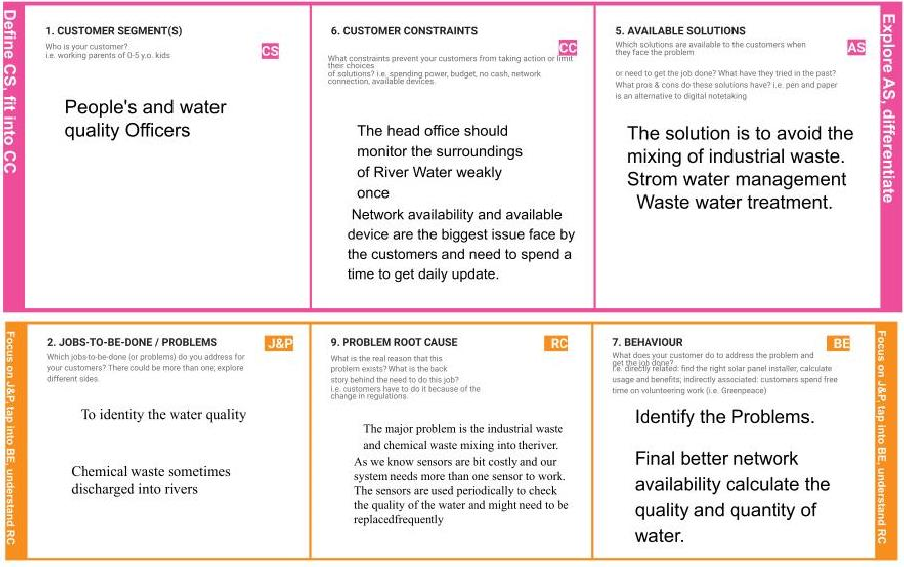 Define CS, fit into CC
1. CUSTOMER SEGMENT(S)
Who is your customer?
i.e. working parents of 0-5 y.o. kids
CS
People's and water
quality Officers
6. CUSTOMER CONSTRAINTS
CC
What constraints prevent your customers from taking action or limit
their choices
of solutions? i.e. spending power, budget, no cash, network
connection, available devices.
The head office should
monitor the surroundings
of River Water weakly
once
Network availability and available
device are the biggest issue face by
the customers and need to spend a
time to get daily update.
5. AVAILABLE SOLUTIONS
Which solutions are available to the customers when
they face the problem
AS
or need to get the job done? What have they tried in the past?
What pros & cons do these solutions have? i.e. pen and paper
is an alternative to digital notetaking
The solution is to avoid the
mixing of industrial waste.
Strom water management
Waste water treatment.
Explore AS, differentiate
Focus on J&P, tap into BE, understand RC
2. JOBS-TO-BE-DONE / PROBLEMS
J&P
Which jobs-to-be-done (or problems) do you address for
your customers? There could be more than one; explore
different sides.
To identity the water quality
Chemical waste sometimes
discharged into rivers
9. PROBLEM ROOT CAUSE
RC
What is the real reason that this
problem exists? What is the back
story behind the need to do this job?
i.e. customers have to do it because of the
change in regulations.
The major problem is the industrial waste
and chemical waste mixing into theriver.
As we know sensors are bit costly and our
system needs more than one sensor to work.
The sensors are used periodically to check
the quality of the water and might need to be
replacedfrequently
7. BEHAVIOUR
BE
What does your customer do to address the problem and
get the job done?
i.e. directly related: find the right solar panel installer, calculate
usage and benefits; indirectly associated: customers spend free
time on volunteering work (i.e. Greenpeace)
Identify the Problems.
Final better network
availability calculate the
quality and quantity of
water.
Focus on J&P, tap into BE, understand RC